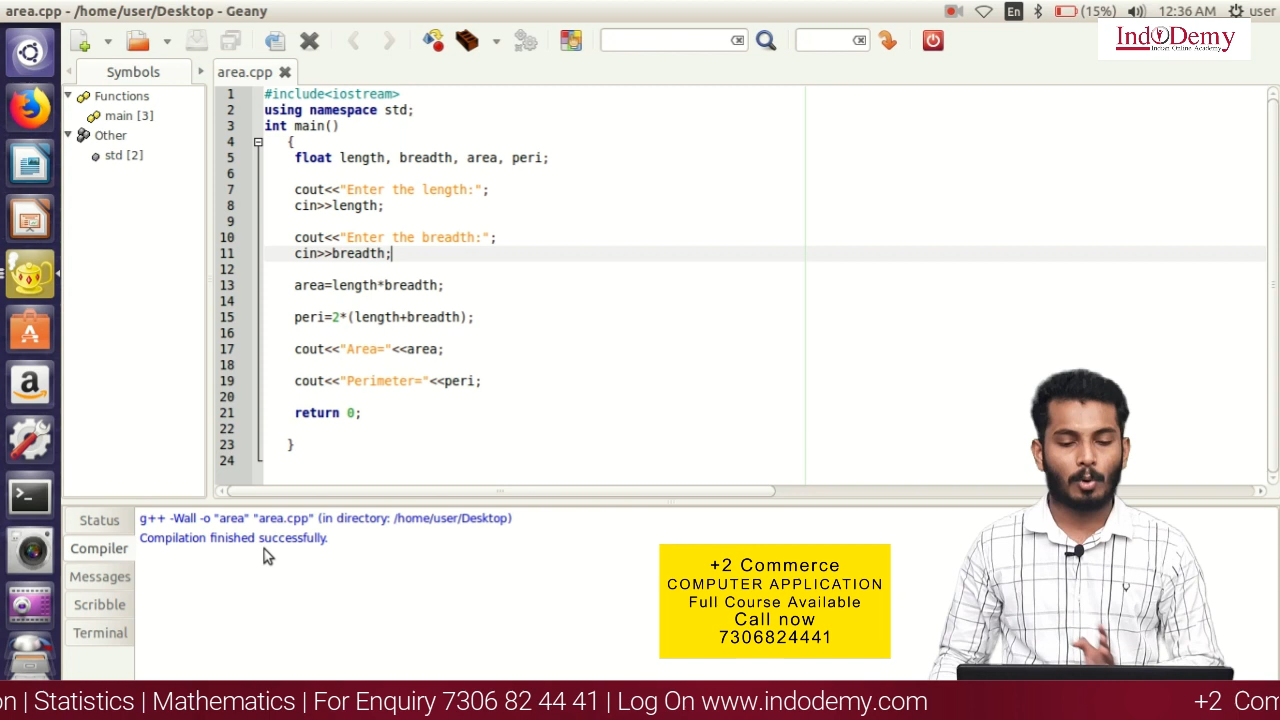 area.cpp - /home/user/Desktop - Geany
En
(15%)
12:36 AM
user
IndODemy
Indian Online Academy
Symbols
area.cpp
Functions
main [3]
Other
std [2]
1 #include<iostream>
2 using namespace std;
3 int main()
4 {
5 float length, breadth, area, peri;
6
7 cout<<"Enter the length:";
8 cin>>length;
9
10 cout<<"Enter the breadth:";
11 cin>>breadth;
12
13 area=length*breadth;
14
15 peri=2*(length+breadth);
16
17 cout<<"Area="<<area;
18
19 cout<<"Perimeter="<<peri;
20
21 return 0;
22
23 }
24
Status
Compiler
Messages
Scribble
Terminal
g++ -Wall -o "area" "area.cpp" (in directory: /home/user/Desktop)
Compilation finished successfully.
+2 Commerce
COMPUTER APPLICATION
Full Course Available
Call now
7306824441
on | Statistics | Mathematics | For Enquiry 7306 82 44 41 | Log On www.indodemy.com
+2 Com